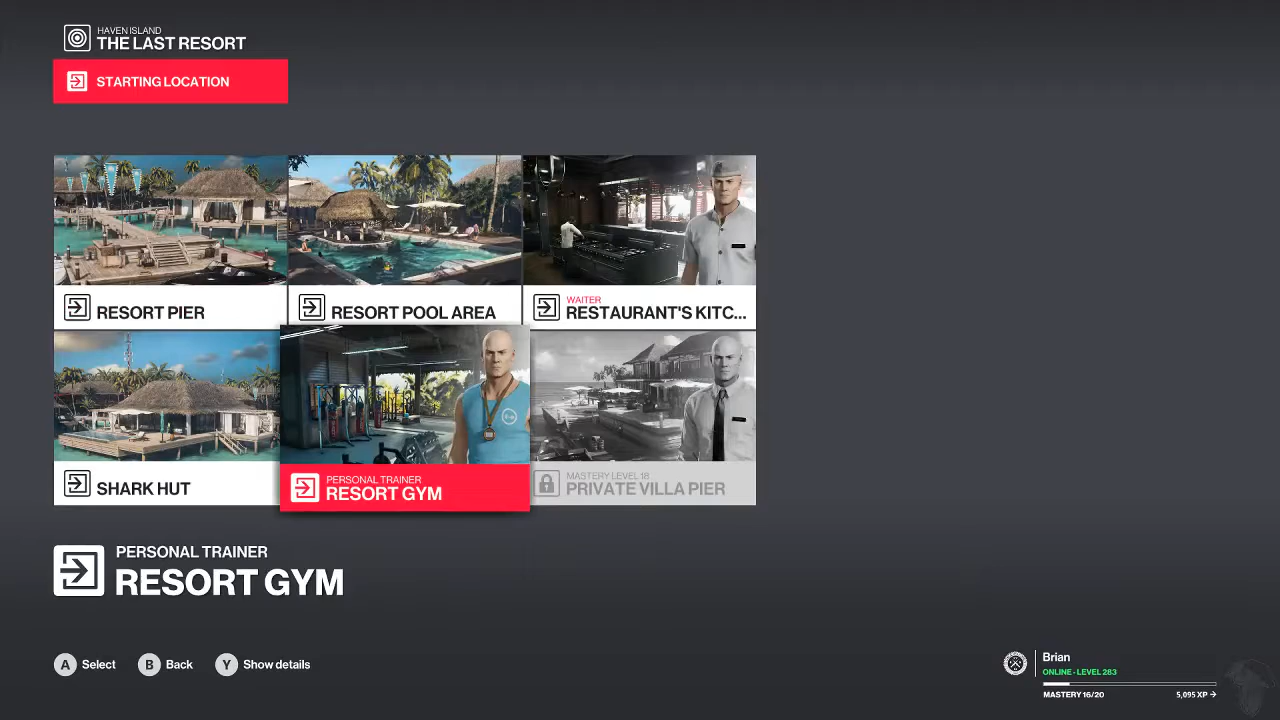 HAVEN ISLAND
THE LAST RESORT
STARTING LOCATION
RESORT PIER
RESORT POOL AREA
WAITER
RESTAURANT'S KITC...
SHARK HUT
PERSONAL TRAINER
RESORT GYM
MASTERY LEVEL 18
PRIVATE VILLA PIER
PERSONAL TRAINER
RESORT GYM
A Select
B Back
Y Show details
Brian
ONLINE - LEVEL 283
MASTERY 16/20
5,095 XP